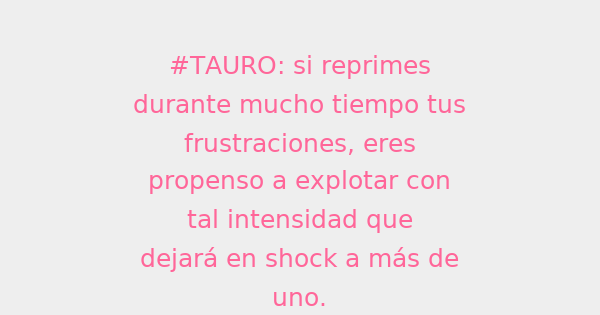 #TAURO: si reprimes
durante mucho tiempo tus
frustraciones, eres
propenso a explotar con
tal intensidad que
dejará en shock a más de
uno.